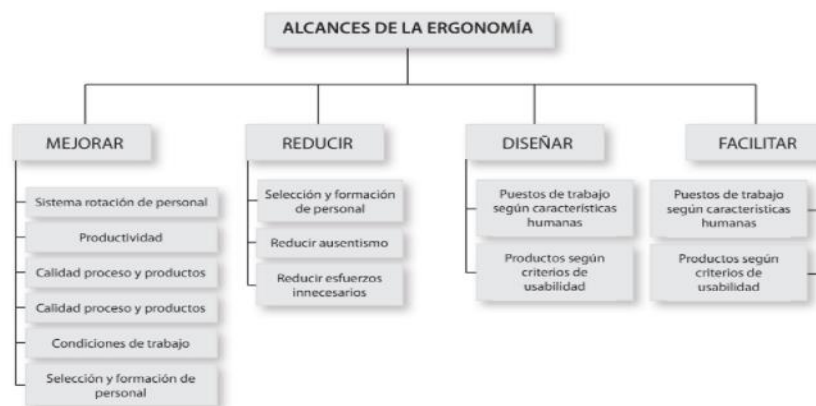 ALCANCES DE LA ERGONOMÍA
MEJORAR
Sistema rotación de personal
Productividad
Calidad proceso y productos
Calidad proceso y productos
Condiciones de trabajo
Selección y formación de
personal
REDUCIR
Selección y formación
de personal
Reducir ausentismo
Reducir esfuerzos
innecesarios
DISEÑAR
Puestos de trabajo
según características
humanas
Productos según
criterios de
usabilidad
FACILITAR
Puestos de trabajo
según características
humanas
Productos según
criterios de
usabilidad